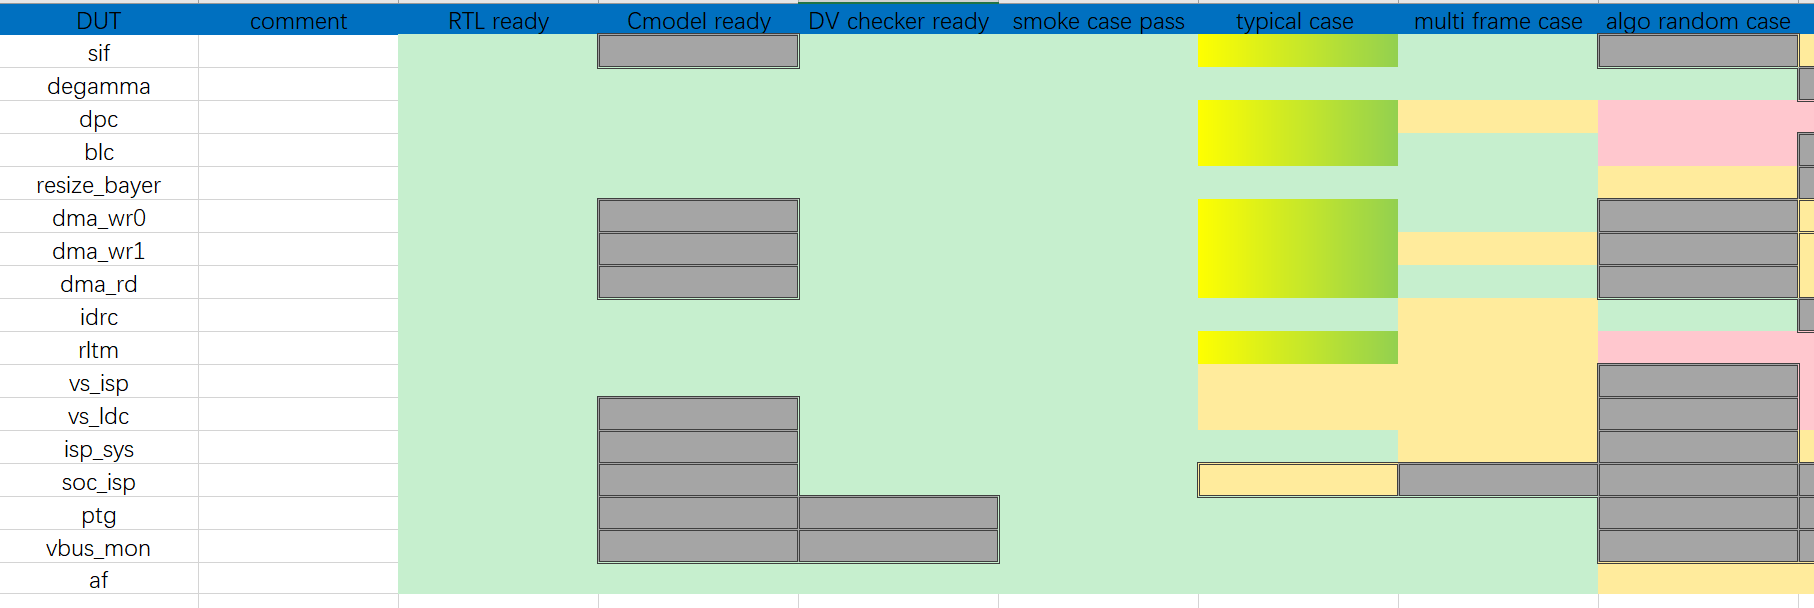 DUT comment RTL ready Cmodel ready DV checker ready smoke case pass typical case multi frame case algo random case
sif
degamma
dpc
blc
resize_bayer
dma_wr0
dma_wr1
dma_rd
idrc
rltm
vs_isp
vs_ldc
isp_sys
soc_isp
ptg
vbus_mon
af